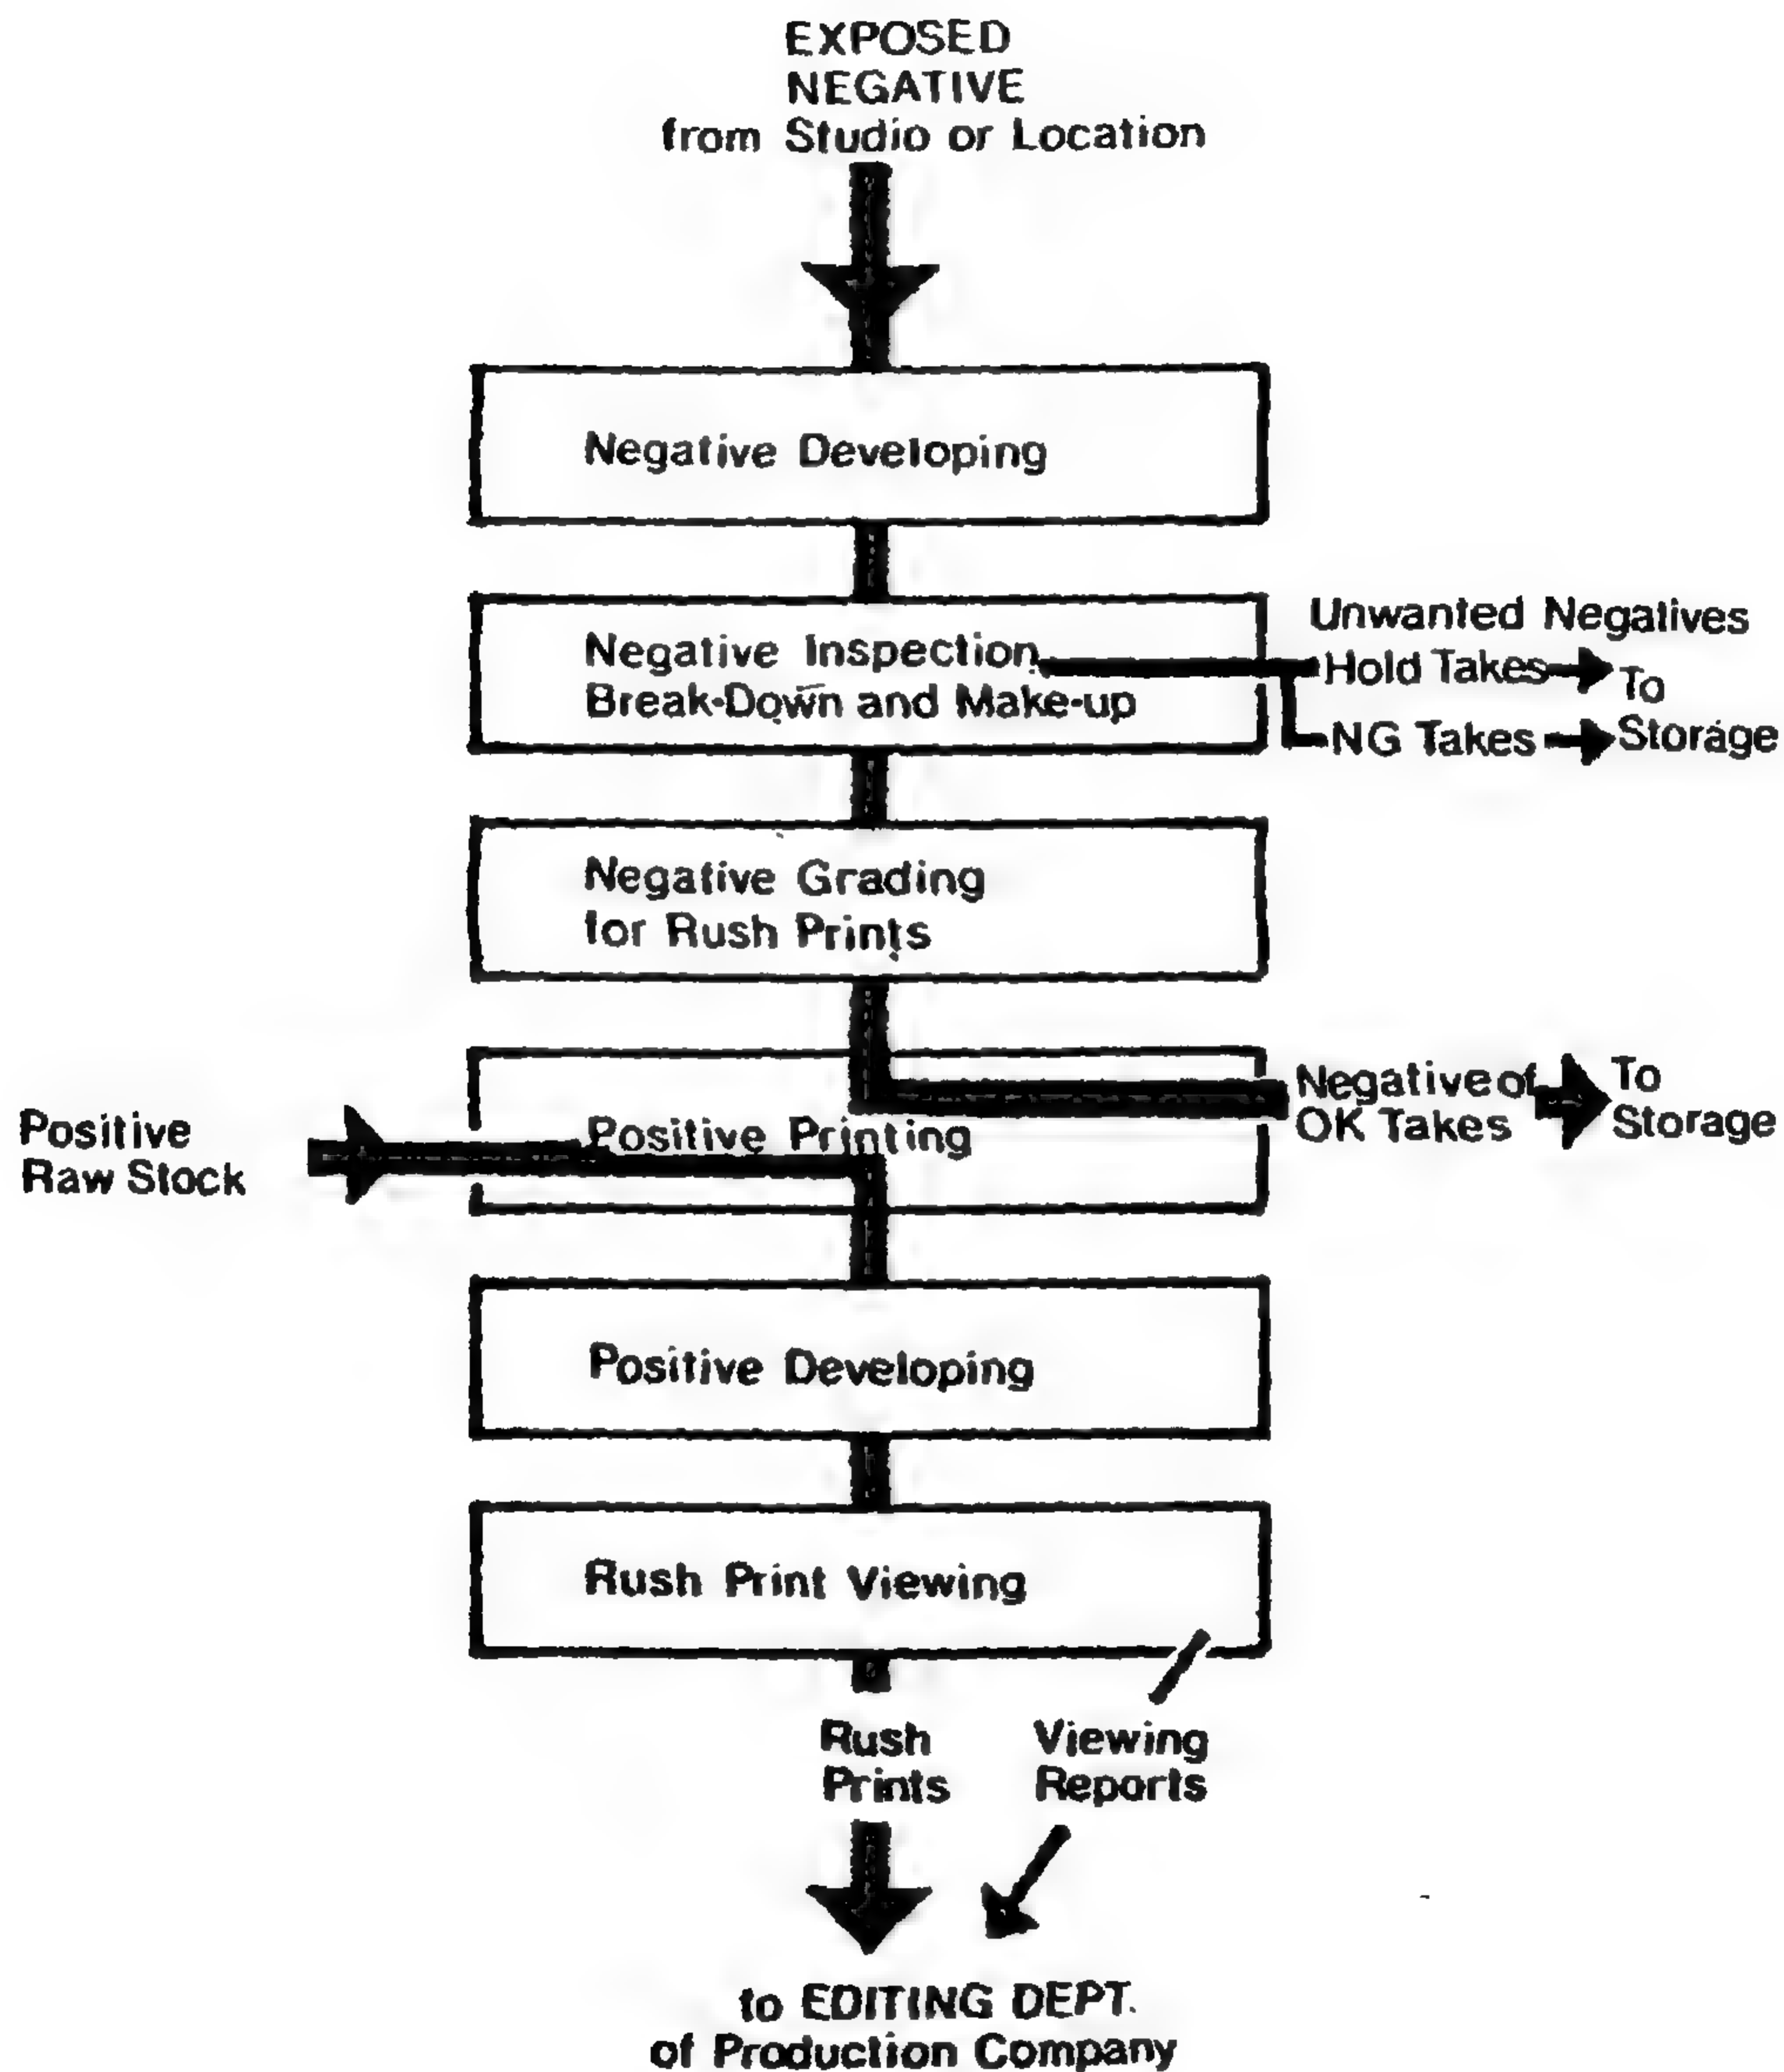 EXPOSED
NEGATIVE
from Studio or Location
Negative Developing
Negative Inspection
Break-Down and Make-up
Unwanted Negatives
Hold Takes
NG Takes
To
Storage
Negative Grading
for Rush Prints
Positive
Raw Stock
Positive Printing
Negative of
OK Takes
To
Storage
Positive Developing
Rush Print Viewing
Rush
Prints
Viewing
Reports
to EDITING DEPT.
of Production Company